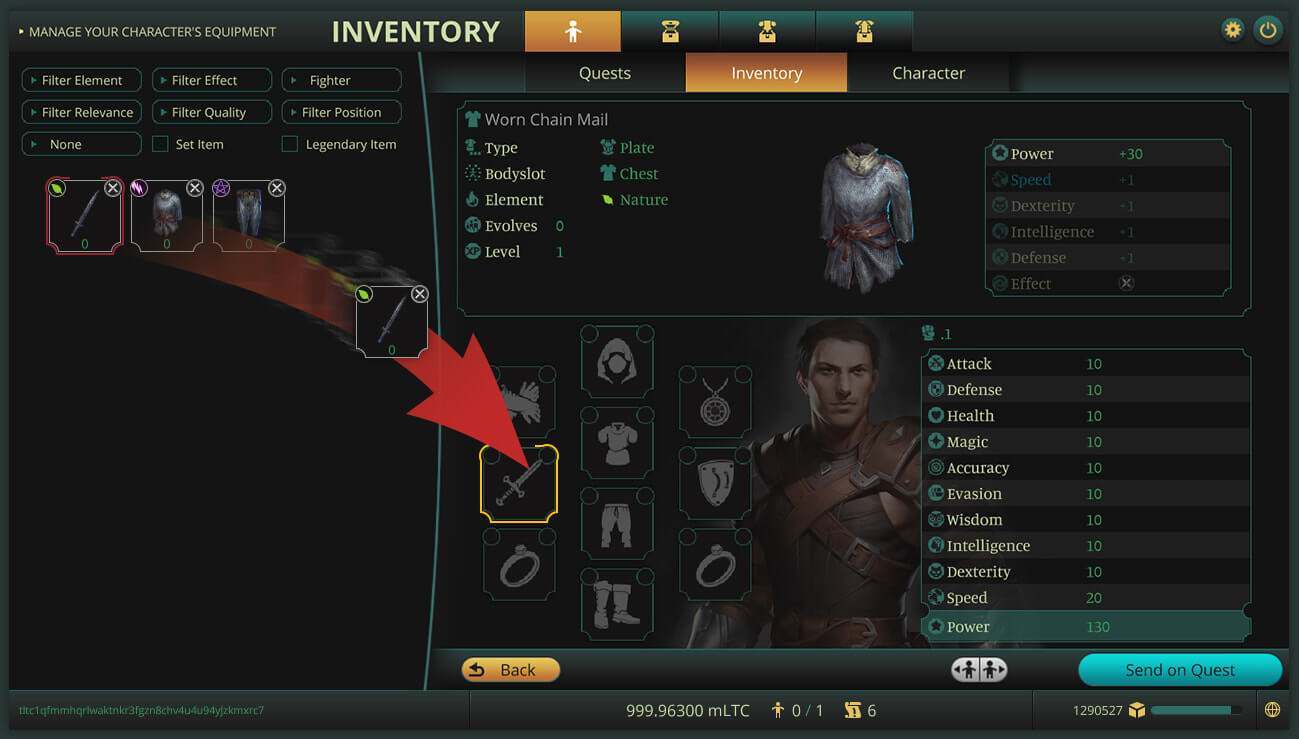 MANAGE YOUR CHARACTER'S EQUIPMENT
INVENTORY
Quests
Inventory
Character
Filter Element
Filter Effect
Fighter
Filter Relevance
Filter Quality
Filter Position
None
Set Item
Legendary Item
0
0
0
0
Worn Chain Mail
Type Plate
Bodyslot Chest
Element Nature
Evolves 0
XP Level 1
Power +30
Speed +1
Dexterity +1
Intelligence +1
Defense +1
Effect
.1
Attack 10
Defense 10
Health 10
Magic 10
Accuracy 10
Evasion 10
Wisdom 10
Intelligence 10
Dexterity 10
Speed 20
Power 130
Back
Send on Quest
tltc1qfmmhqrlwaktnkr3fgzn8chv4u4u94yjzkmxrc7
999.96300 mLTC
0 / 1
6
1290527